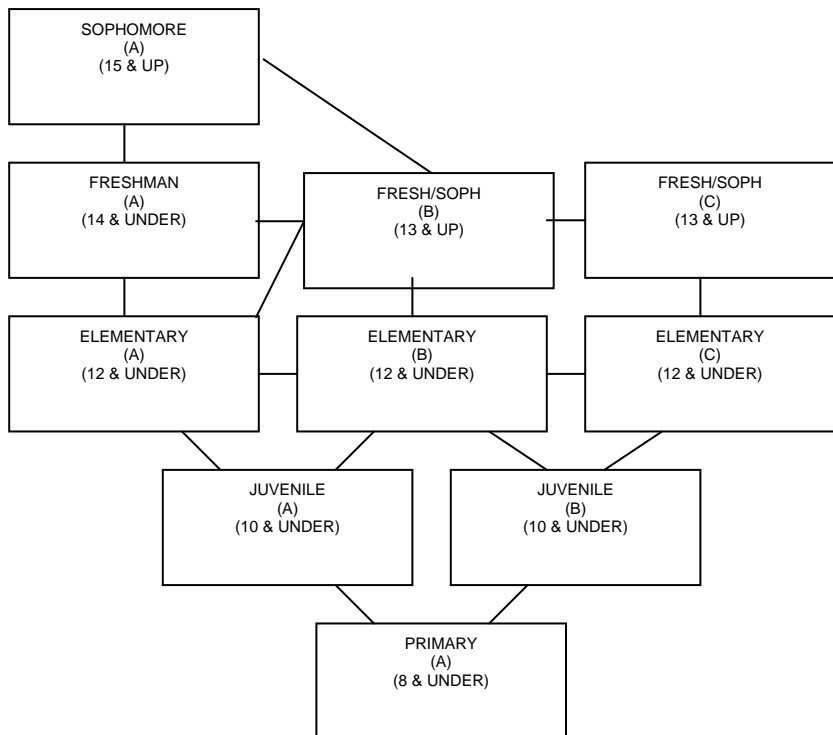 SOPHOMORE
(A)
(15 & UP)
FRESHMAN
(A)
(14 & UNDER)
FRESH/SOPH
(B)
(13 & UP)
FRESH/SOPH
(C)
(13 & UP)
ELEMENTARY
(A)
(12 & UNDER)
ELEMENTARY
(B)
(12 & UNDER)
ELEMENTARY
(C)
(12 & UNDER)
JUVENILE
(A)
(10 & UNDER)
JUVENILE
(B)
(10 & UNDER)
PRIMARY
(A)
(8 & UNDER)